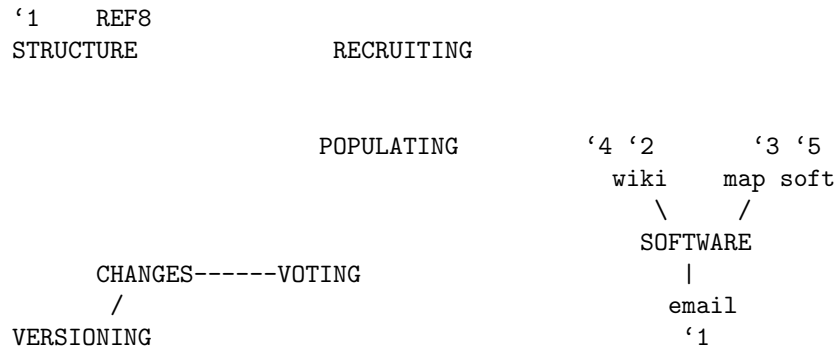 ‘1 REF8
STRUCTURE RECRUITING
POPULATING ‘4 ‘2 ‘3 ‘5
wiki map soft
\ /
SOFTWARE
CHANGES------VOTING |
/ email
VERSIONING ‘1